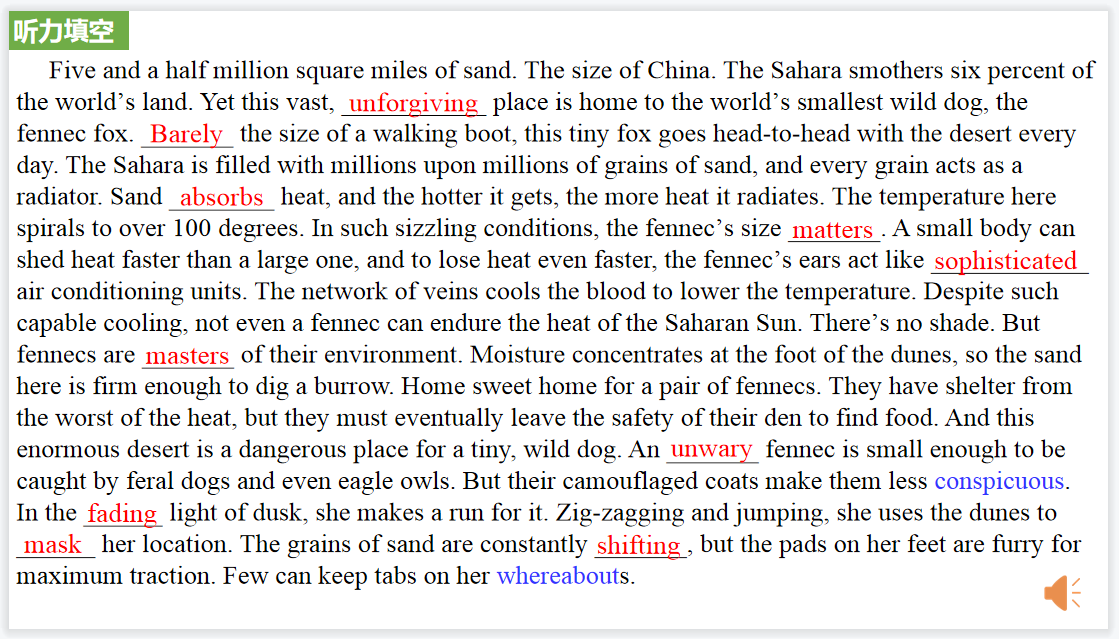 听力填空
Five and a half million square miles of sand. The size of China. The Sahara smothers six percent of
the world's land. Yet this vast, unforgiving place is home to the world's smallest wild dog, the
fennec fox. Barely the size of a walking boot, this tiny fox goes head-to-head with the desert every
day. The Sahara is filled with millions upon millions of grains of sand, and every grain acts as a
radiator. Sand absorbs heat, and the hotter it gets, the more heat it radiates. The temperature here
spirals to over 100 degrees. In such sizzling conditions, the fennec's size matters. A small body can
shed heat faster than a large one, and to lose heat even faster, the fennec's ears act like sophisticated
air conditioning units. The network of veins cools the blood to lower the temperature. Despite such
capable cooling, not even a fennec can endure the heat of the Saharan Sun. There's no shade. But
fennecs are masters of their environment. Moisture concentrates at the foot of the dunes, so the sand
here is firm enough to dig a burrow. Home sweet home for a pair of fennecs. They have shelter from
the worst of the heat, but they must eventually leave the safety of their den to find food. And this
enormous desert is a dangerous place for a tiny, wild dog. An unwary fennec is small enough to be
caught by feral dogs and even eagle owls. But their camouflaged coats make them less conspicuous.
In the fading light of dusk, she makes a run for it. Zig-zagging and jumping, she uses the dunes to
mask her location. The grains of sand are constantly shifting, but the pads on her feet are furry for
maximum traction. Few can keep tabs on her whereabouts.